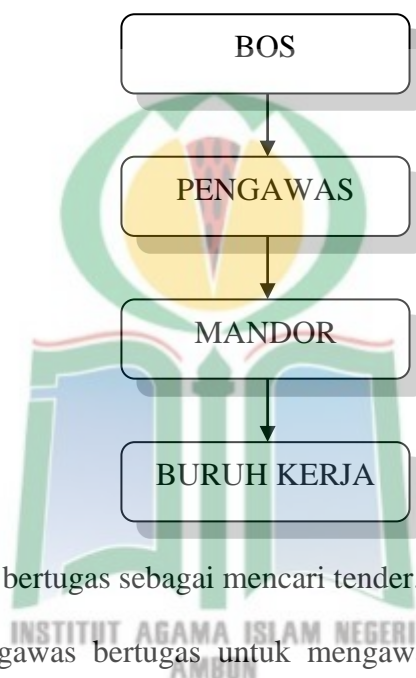 BOS
PENGAWAS
MANDOR
BURUH KERJA
bertugas sebagai mencari tender.
INSTITUT AGAMA ISLAM NEGERI
gawas bertugas untuk mengaw
AMBON